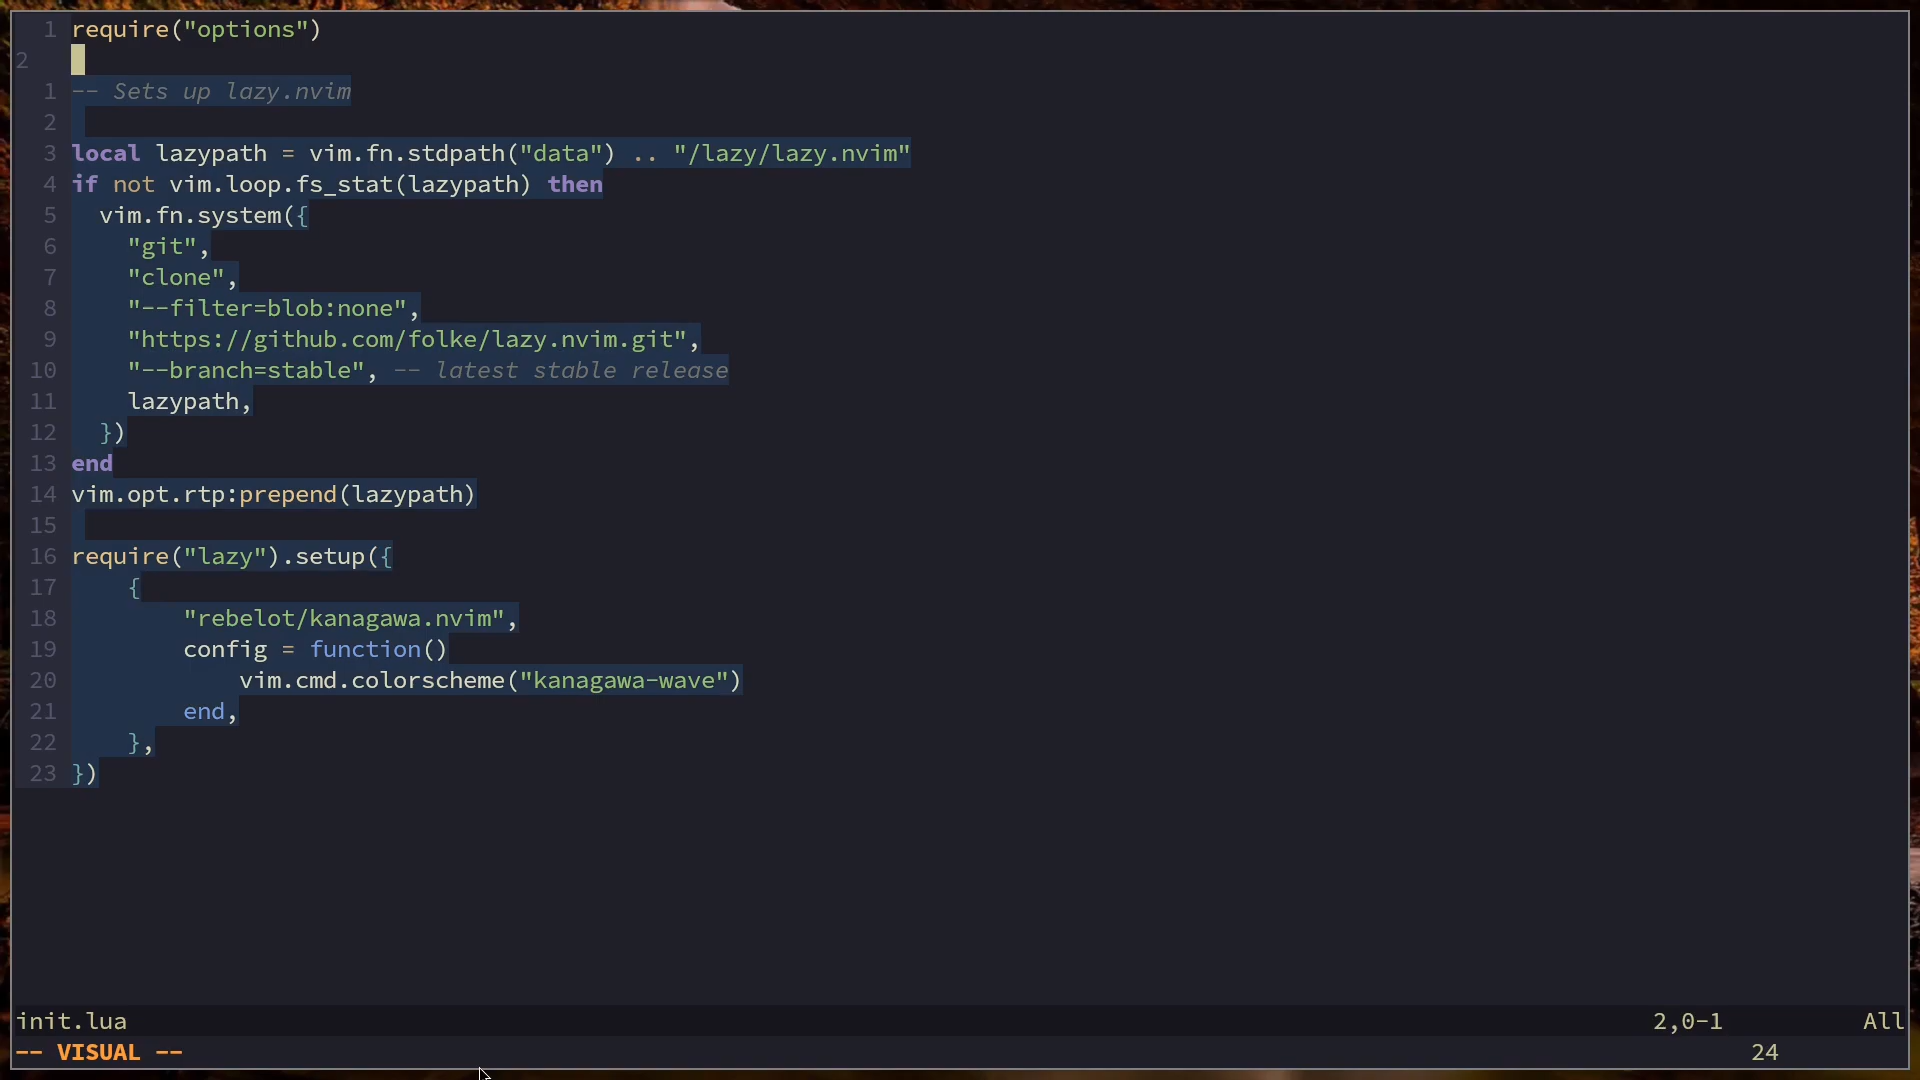 1 require("options")
2
1 -- Sets up lazy.nvim
2
3 local lazypath = vim.fn.stdpath("data") .. "/lazy/lazy.nvim"
4 if not vim.loop.fs_stat(lazypath) then
5   vim.fn.system({
6     "git",
7     "clone",
8     "--filter=blob:none",
9     "https://github.com/folke/lazy.nvim.git",
10     "--branch=stable", -- latest stable release
11     lazypath,
12   })
13 end
14 vim.opt.rtp:prepend(lazypath)
15
16 require("lazy").setup({
17     {
18         "rebelot/kanagawa.nvim",
19         config = function()
20             vim.cmd.colorscheme("kanagawa-wave")
21         end,
22     },
23 })
init.lua 2,0-1 All
-- VISUAL -- 24